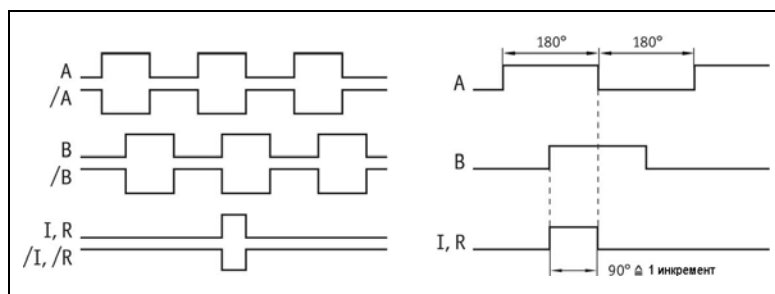 A
/A
B
/B
I, R
/I, /R
180° 180°
A
B
I, R
90° ≙ 1 инкремент